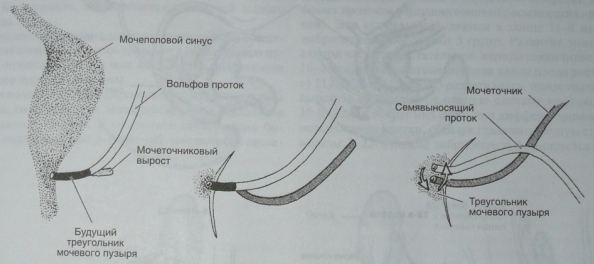 Мочеполовой синус
Вольфов проток
Мочеточниковый
вырост
Будущий
треугольник
мочевого пузыря
Мочеточник
Семявыносящий
проток
Треугольник
мочевого пузыря